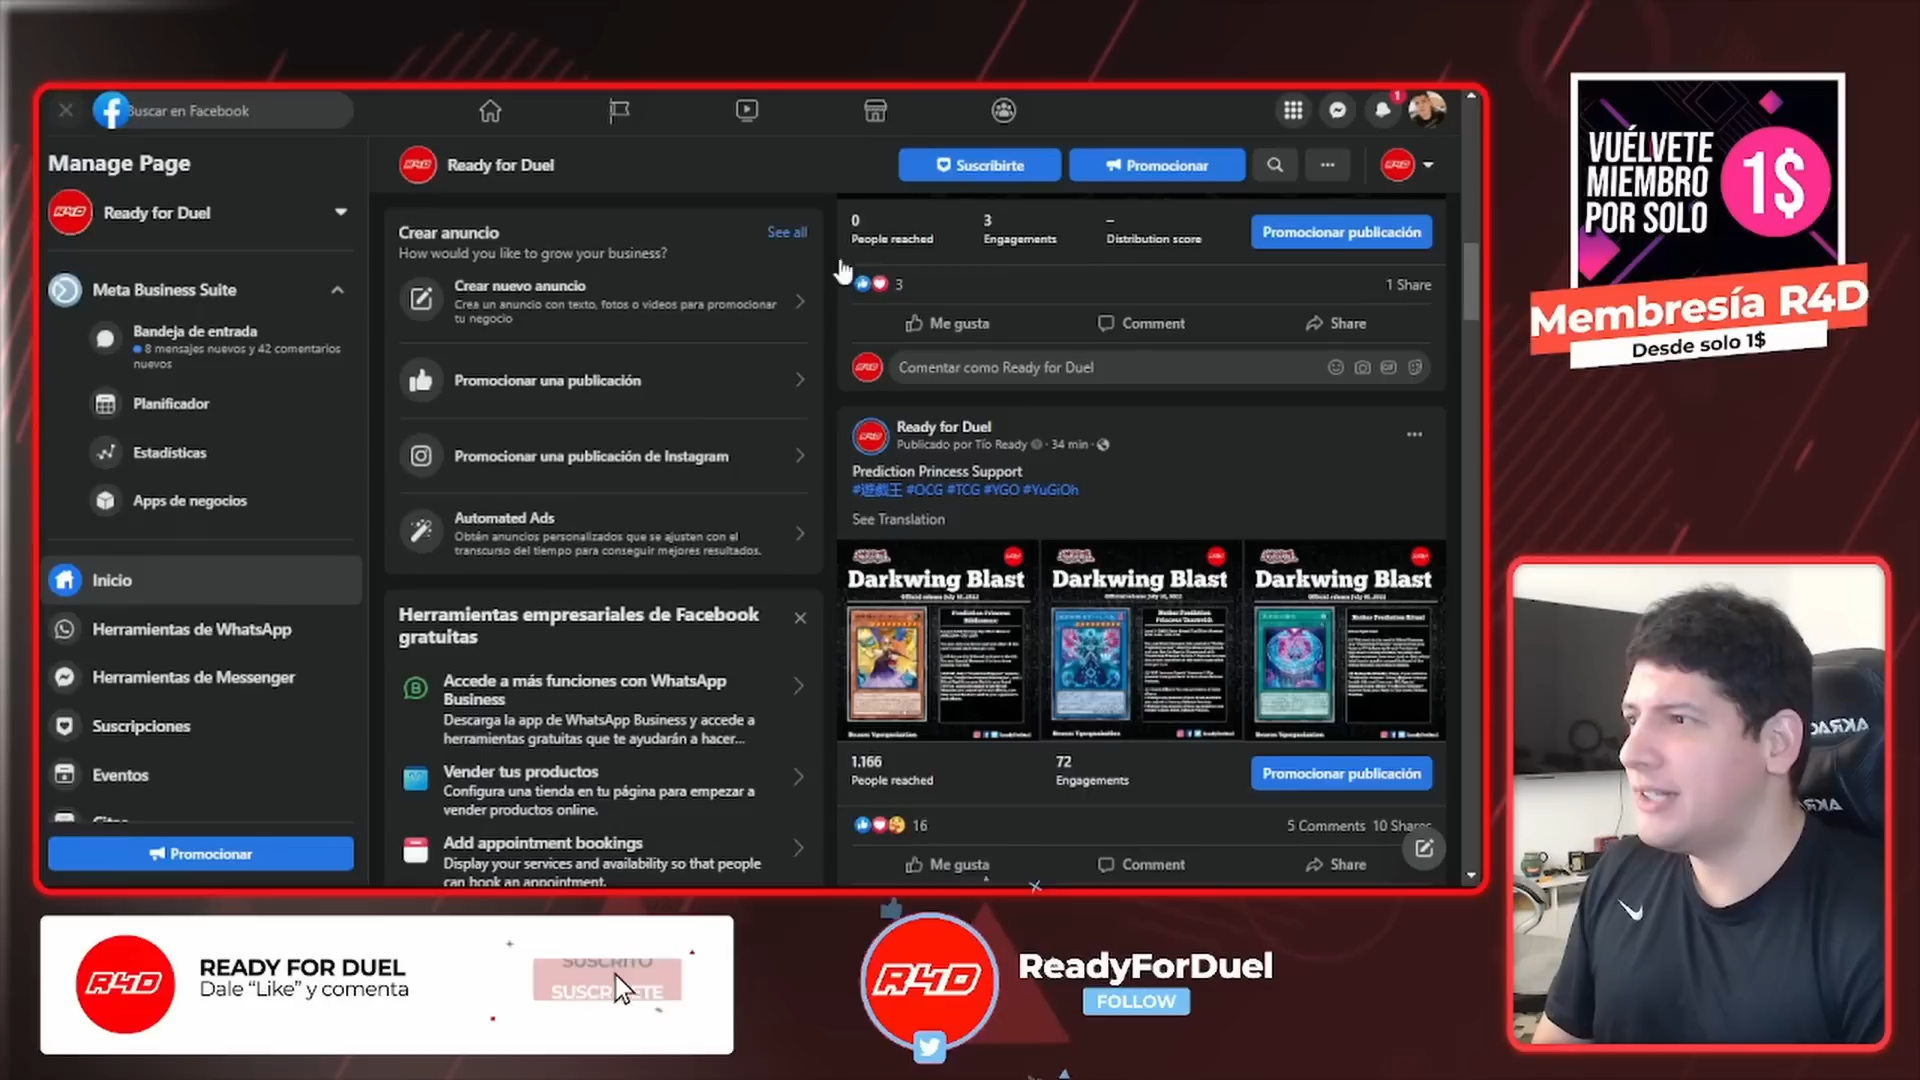 Buscar en Facebook
1
Manage Page
Ready for Duel
Meta Business Suite
Bandeja de entrada
8 mensajes nuevos y 42 comentarios
nuevos
Planificador
Estadísticas
Apps de negocios
Inicio
Herramientas de WhatsApp
Herramientas de Messenger
Suscripciones
Eventos
Promocionar
R4D
Ready for Duel
Suscribirte
Promocionar
Crear anuncio
See all
How would you like to grow your business?
Crear nuevo anuncio
Crea un anuncio con texto, fotos o videos para promocionar
tu negocio
Promocionar una publicación
Promocionar una publicación de Instagram
Automated Ads
Obtén anuncios personalizados que se ajusten con el
transcurso del tiempo para conseguir mejores resultados.
Herramientas empresariales de Facebook
gratuitas
Accede a más funciones con WhatsApp
Business
Descarga la app de WhatsApp Business y accede a
herramientas gratuitas que te ayudarán a hacer...
Vender tus productos
Configura una tienda en tu página para empezar a
vender productos online.
Add appointment bookings
Display your services and availability so that people
can book an appointment.
0 3 –
People reached Engagements Distribution score
Promocionar publicación
3
1 Share
Me gusta Comment Share
Comentar como Ready for Duel
Ready for Duel
Publicado por Tío Ready · 34 min ·
Prediction Princess Support
#遊戯王 #OCG #TCG #YGO #YuGiOh
See Translation
Darkwing Blast
Darkwing Blast
Darkwing Blast
1.166 72
People reached Engagements
Promocionar publicación
16
5 Comments 10 Shares
Me gusta Comment Share
VUÉLVETE
MIEMBRO
POR SOLO
1$
Membresía R4D
Desde solo 1$
AKRAC
R4D
READY FOR DUEL
Dale “Like” y comenta
SUSCRITO
R4D
ReadyForDuel
FOLLOW